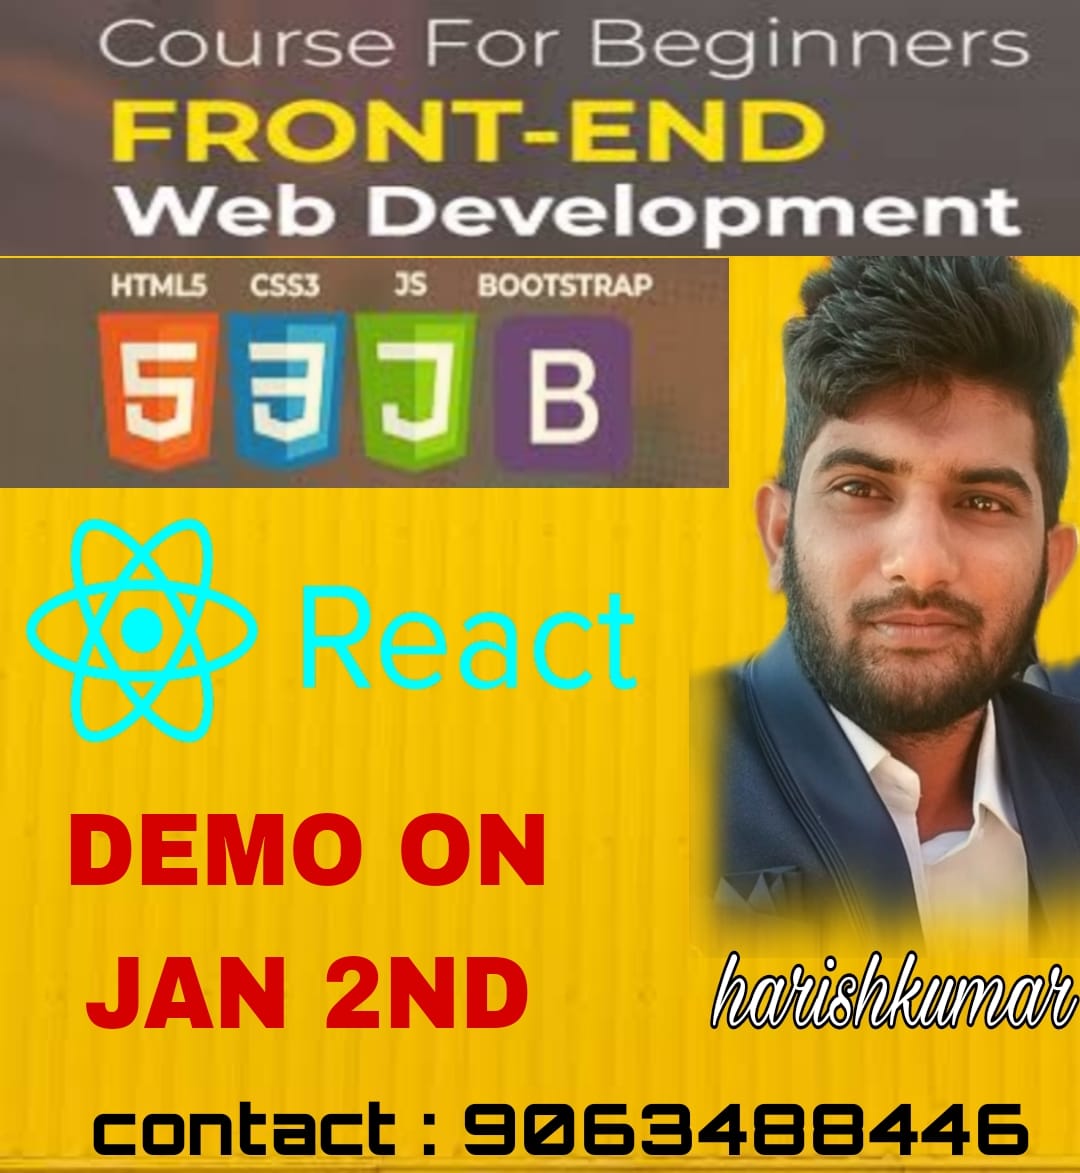 Course For Beginners
FRONT-END
Web Development
HTML5 CSS3 JS BOOTSTRAP
5 3 J B
React
DEMO ON
JAN 2ND
harishkumar
contact : 9063488446